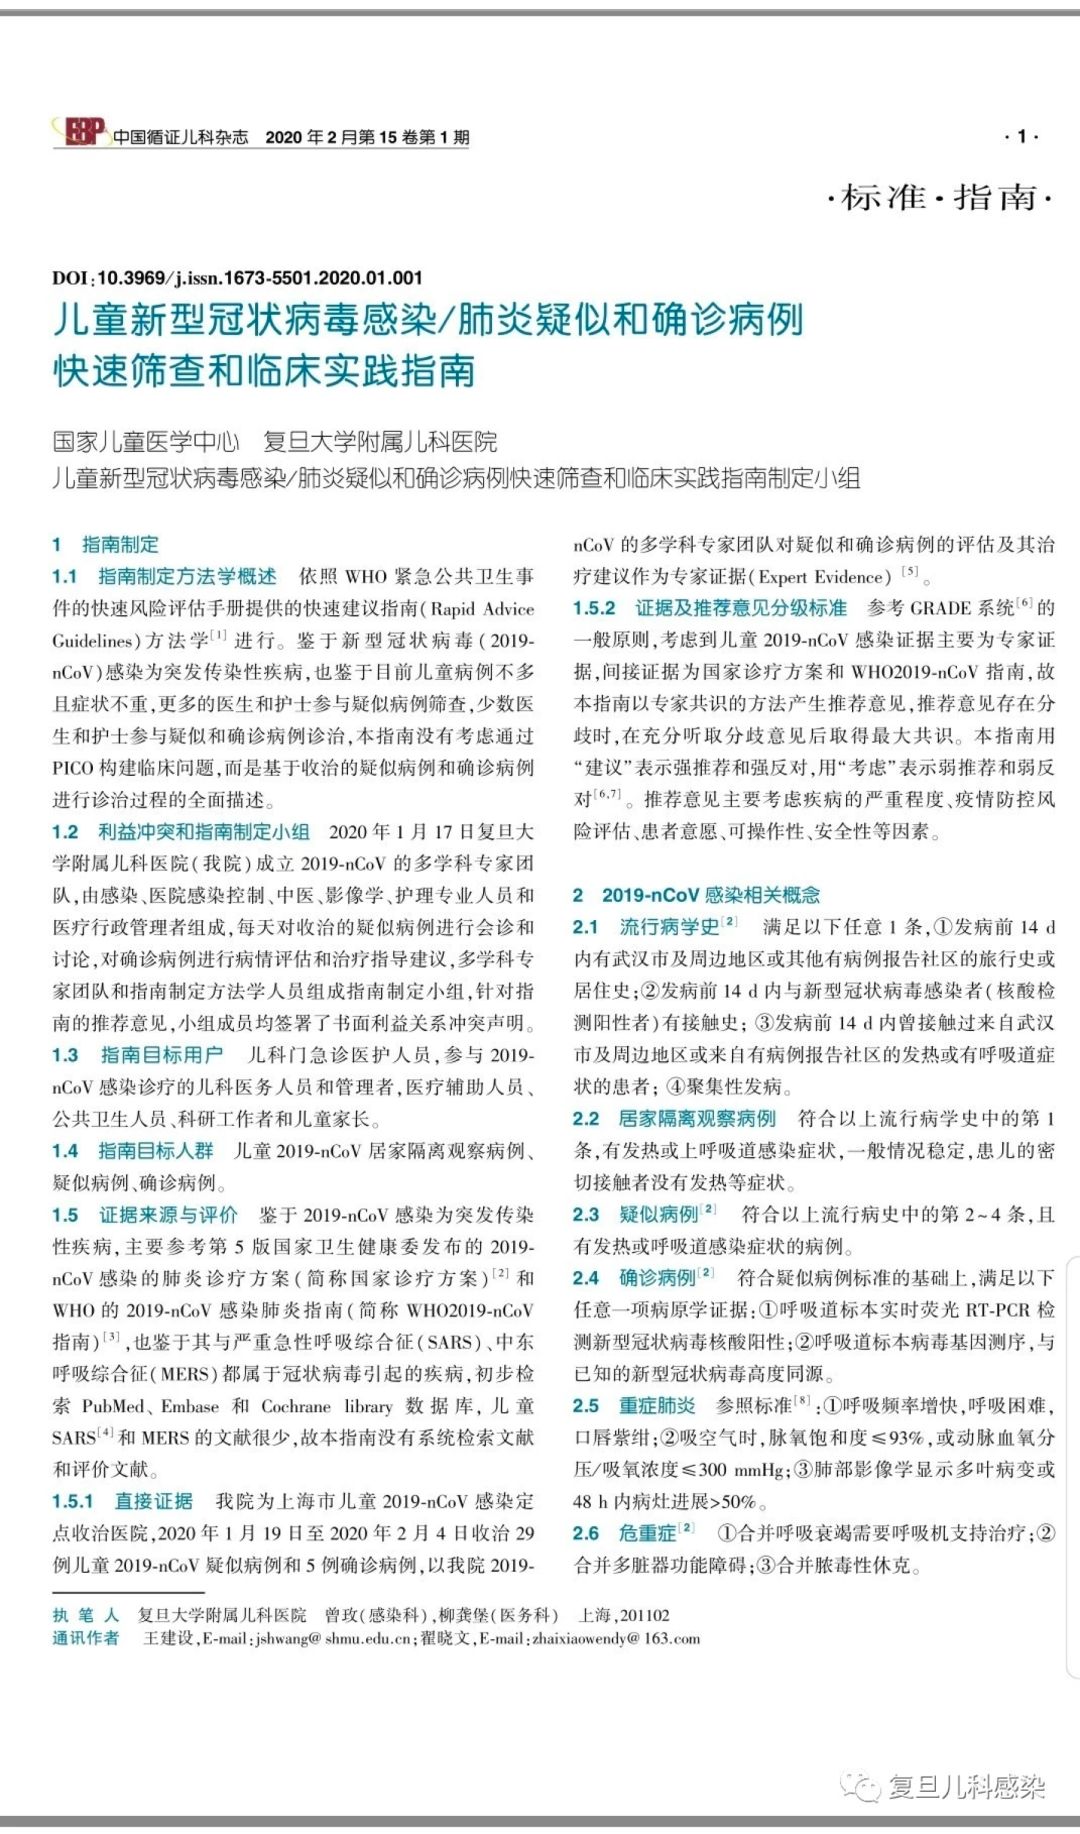 EBP 中国循证儿科杂志 2020 年 2 月第 15 卷第 1 期
· 1 ·
·标准·指南·
DOI:10.3969/j.issn.1673-5501.2020.01.001
儿童新型冠状病毒感染/肺炎疑似和确诊病例
快速筛查和临床实践指南
国家儿童医学中心 复旦大学附属儿科医院
儿童新型冠状病毒感染/肺炎疑似和确诊病例快速筛查和临床实践指南制定小组
1 指南制定
1.1 指南制定方法学概述 依照 WHO 紧急公共卫生事
件的快速风险评估手册提供的快速建议指南(Rapid Advice
Guidelines)方法学[1]进行。鉴于新型冠状病毒(2019-
nCoV)感染为突发传染性疾病,也鉴于目前儿童病例不多
且症状不重,更多的医生和护士参与疑似病例筛查,少数医
生和护士参与疑似和确诊病例诊治,本指南没有考虑通过
PICO 构建临床问题,而是基于收治的疑似病例和确诊病例
进行诊治过程的全面描述。
1.2 利益冲突和指南制定小组 2020 年 1 月 17 日复旦大
学附属儿科医院(我院)成立 2019-nCoV 的多学科专家团
队,由感染、医院感染控制、中医、影像学、护理专业人员和
医疗行政管理者组成,每天对收治的疑似病例进行会诊和
讨论,对确诊病例进行病情评估和治疗指导建议,多学科专
家团队和指南制定方法学人员组成指南制定小组,针对指
南的推荐意见,小组成员均签署了书面利益关系冲突声明。
1.3 指南目标用户 儿科门急诊医护人员,参与 2019-
nCoV 感染诊疗的儿科医务人员和管理者,医疗辅助人员、
公共卫生人员、科研工作者和儿童家长。
1.4 指南目标人群 儿童 2019-nCoV 居家隔离观察病例、
疑似病例、确诊病例。
1.5 证据来源与评价 鉴于 2019-nCoV 感染为突发传染
性疾病,主要参考第 5 版国家卫生健康委发布的 2019-
nCoV 感染的肺炎诊疗方案(简称国家诊疗方案)[2]和
WHO 的 2019-nCoV 感染肺炎指南(简称 WHO2019-nCoV
指南)[3],也鉴于其与严重急性呼吸综合征(SARS)、中东
呼吸综合征(MERS)都属于冠状病毒引起的疾病,初步检
索 PubMed、Embase 和 Cochrane library 数据库,儿童
SARS[4]和 MERS 的文献很少,故本指南没有系统检索文献
和评价文献。
1.5.1 直接证据 我院为上海市儿童 2019-nCoV 感染定
点收治医院,2020 年 1 月 19 日至 2020 年 2 月 4 日收治 29
例儿童 2019-nCoV 疑似病例和 5 例确诊病例,以我院 2019-
nCoV 的多学科专家团队对疑似和确诊病例的评估及其治
疗建议作为专家证据(Expert Evidence)[5]。
1.5.2 证据及推荐意见分级标准 参考 GRADE 系统[6]的
一般原则,考虑到儿童 2019-nCoV 感染证据主要为专家证
据,间接证据为国家诊疗方案和 WHO2019-nCoV 指南,故
本指南以专家共识的方法产生推荐意见,推荐意见存在分
歧时,在充分听取分歧意见后取得最大共识。本指南用
“建议”表示强推荐和强反对,用“考虑”表示弱推荐和弱反
对[6,7]。推荐意见主要考虑疾病的严重程度、疫情防控风
险评估、患者意愿、可操作性、安全性等因素。
2 2019-nCoV 感染相关概念
2.1 流行病学史[2] 满足以下任意 1 条,①发病前 14 d
内有武汉市及周边地区或其他有病例报告社区的旅行史或
居住史;②发病前 14 d 内与新型冠状病毒感染者(核酸检
测阳性者)有接触史;③发病前 14 d 内曾接触过来自武汉
市及周边地区或来自有病例报告社区的发热或有呼吸道症
状的患者;④聚集性发病。
2.2 居家隔离观察病例 符合以上流行病学史中的第 1
条,有发热或上呼吸道感染症状,一般情况稳定,患儿的密
切接触者没有发热等症状。
2.3 疑似病例[2] 符合以上流行病史中的第 2~4 条,且
有发热或呼吸道感染症状的病例。
2.4 确诊病例[2] 符合疑似病例标准的基础上,满足以下
任意一项病原学证据:①呼吸道标本实时荧光 RT-PCR 检
测新型冠状病毒核酸阳性;②呼吸道标本病毒基因测序,与
已知的新型冠状病毒高度同源。
2.5 重症肺炎 参照标准[8]:①呼吸频率增快,呼吸困难,
口唇紫绀;②吸空气时,脉氧饱和度≤93%,或动脉血氧分
压/吸氧浓度≤300 mmHg;③肺部影像学显示多叶病变或
48 h 内病灶进展>50%。
2.6 危重症[2] ①合并呼吸衰竭需要呼吸机支持治疗;②
合并多脏器功能障碍;③合并脓毒性休克。
执 笔 人 复旦大学附属儿科医院 曾玫(感染科),柳龚堡(医务科) 上海,201102
通讯作者 王建设,E-mail:jshwang@ shmu.edu.cn;翟晓文,E-mail:zhaixiaowendy@ 163.com
复旦儿科感染